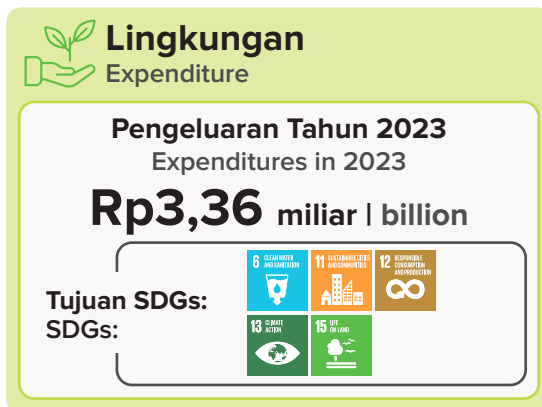 Lingkungan
Expenditure
Pengeluaran Tahun 2023
Expenditures in 2023
Rp3,36 miliar | billion
Tujuan SDGs:
SDGs:
6 CLEAN WATER
AND SANITATION
11 SUSTAINABLE CITIES
AND COMMUNITIES
12 RESPONSIBLE
CONSUMPTION
AND PRODUCTION
13 CLIMATE
ACTION
15 LIFE
ON LAND